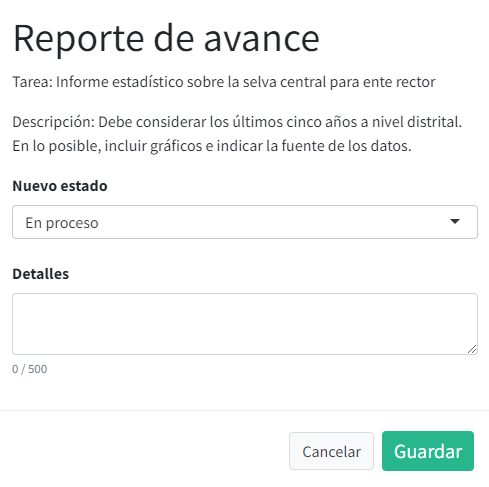 Reporte de avance
Tarea: Informe estadístico sobre la selva central para ente rector
Descripción: Debe considerar los últimos cinco años a nivel distrital.
En lo posible, incluir gráficos e indicar la fuente de los datos.
Nuevo estado
En proceso
Detalles
0 / 500
Cancelar
Guardar